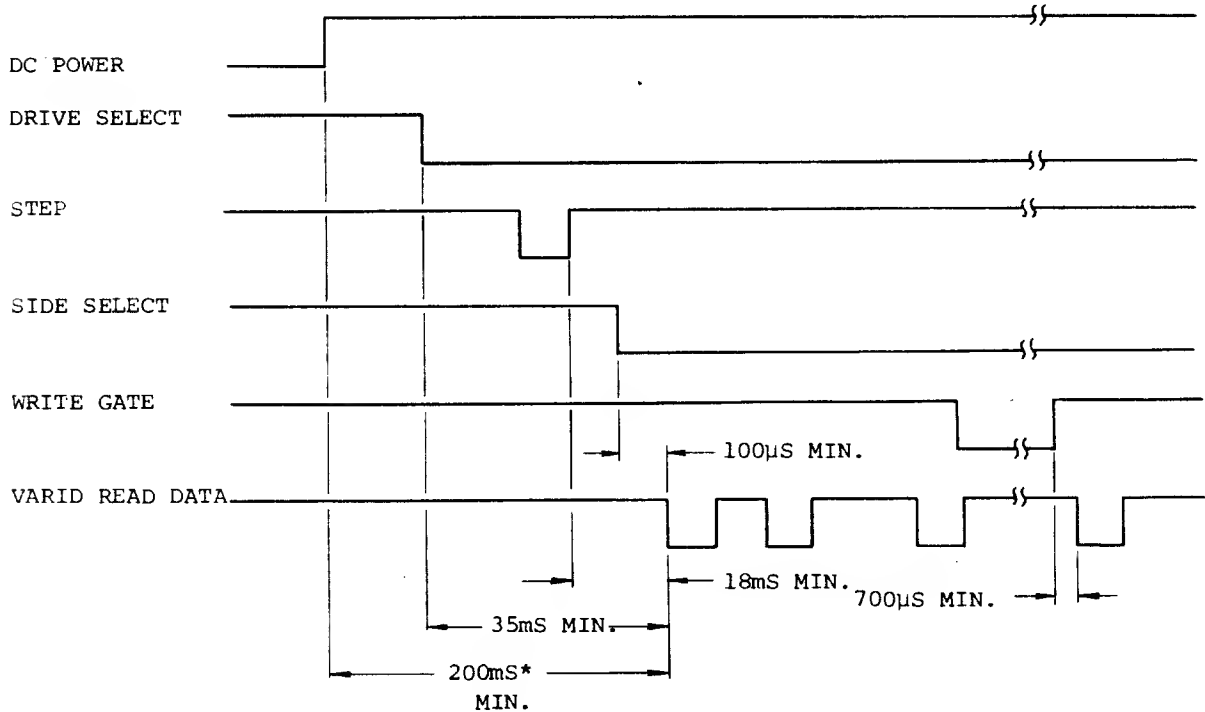 DC POWER
DRIVE SELECT
STEP
SIDE SELECT
WRITE GATE
100µS MIN.
VARID READ DATA
18mS MIN.
700µS MIN.
35mS MIN.
200mS*
MIN.